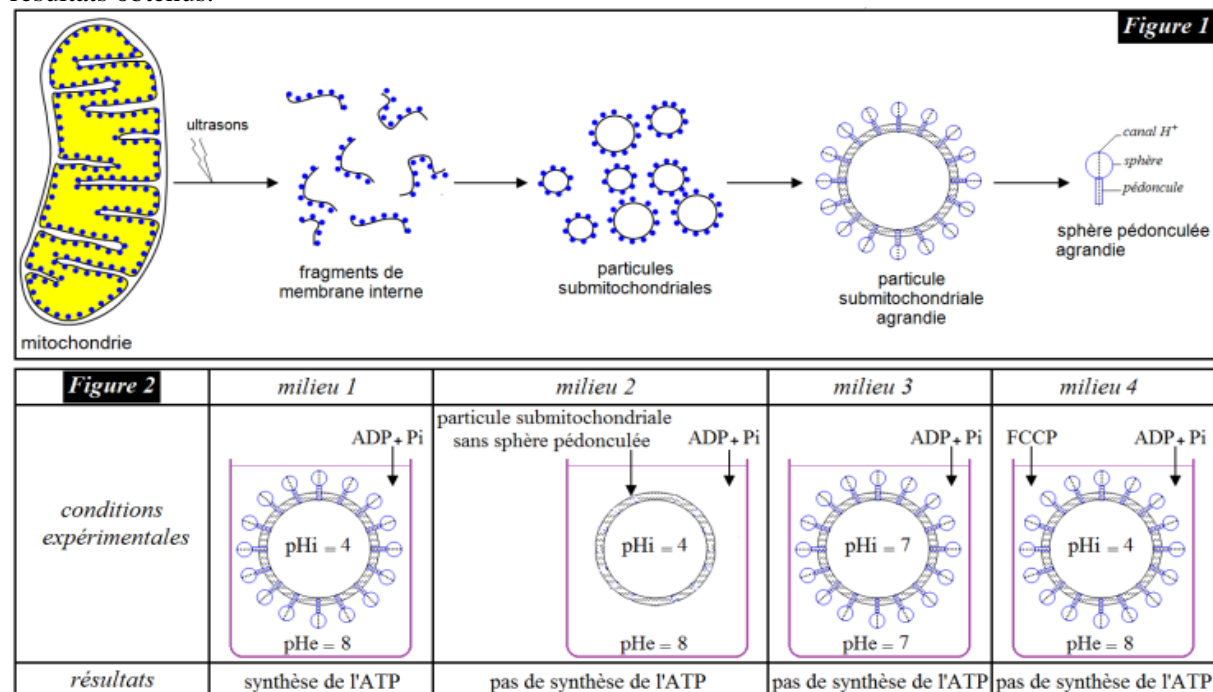 résultats obtenus.
Figure 1
ultrasons
canal H+
sphère
pédoncule
mitochondrie
fragments de
membrane interne
particules
submitochondriales
particule
submitochondriale
agrandie
sphère pédonculée
agrandie
Figure 2
milieu 1
milieu 2
milieu 3
milieu 4
conditions
expérimentales
ADP + Pi
pHi = 4
pHe = 8
particule submitochondriale
sans sphère pédonculée
ADP + Pi
pHi = 4
pHe = 8
ADP + Pi
pHi = 7
pHe = 7
FCCP
ADP + Pi
pHi = 4
pHe = 8
résultats
synthèse de l'ATP
pas de synthèse de l'ATP
pas de synthèse de l'ATP
pas de synthèse de l'ATP